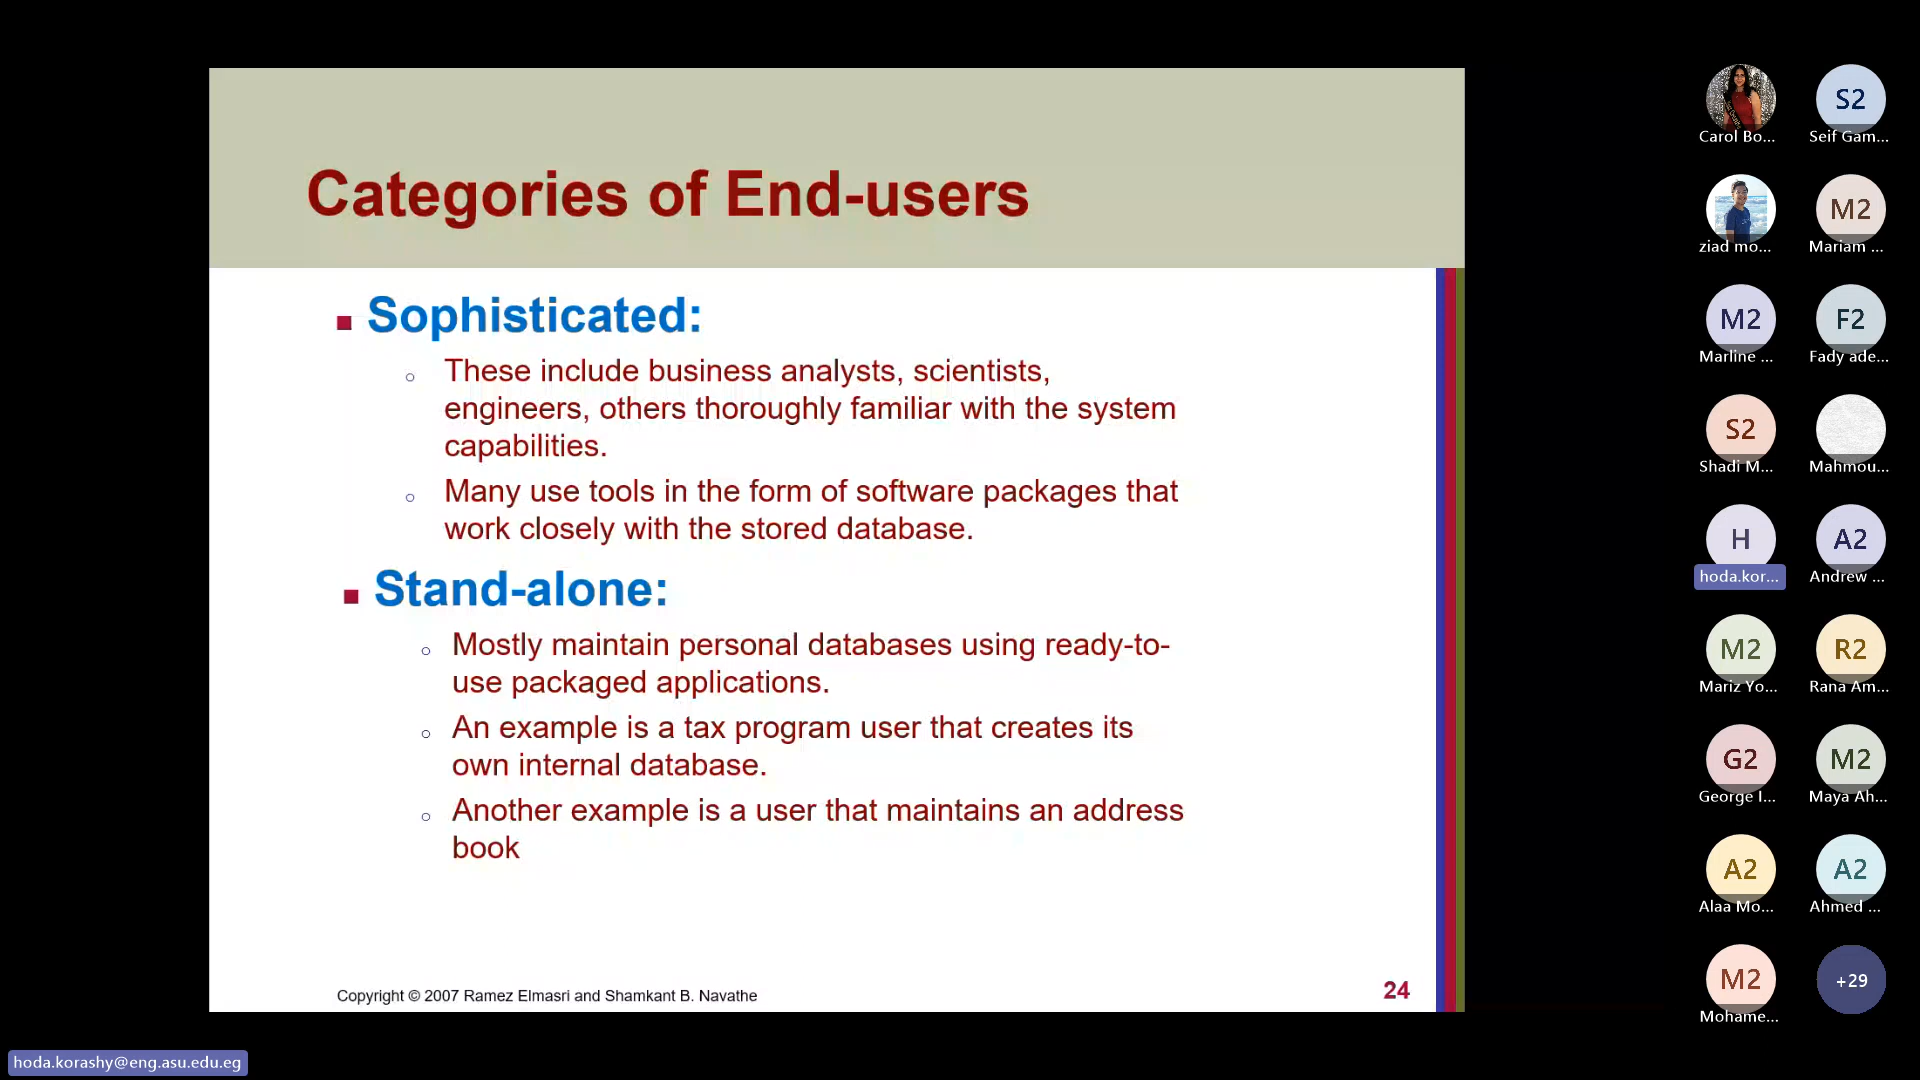 Categories of End-users
Sophisticated:
These include business analysts, scientists,
engineers, others thoroughly familiar with the system
capabilities.
Many use tools in the form of software packages that
work closely with the stored database.
Stand-alone:
Mostly maintain personal databases using ready-to-
use packaged applications.
An example is a tax program user that creates its
own internal database.
Another example is a user that maintains an address
book
Copyright © 2007 Ramez Elmasri and Shamkant B. Navathe
24
Carol Bo...
S2
Seif Gam...
ziad mo...
M2
Mariam ...
M2
Marline ...
F2
Fady ade...
S2
Shadi M...
Mahmou...
H
hoda.kor...
A2
Andrew ...
M2
Mariz Yo...
R2
Rana Am...
G2
George I...
M2
Maya Ah...
A2
Alaa Mo...
A2
Ahmed ...
M2
Mohame...
+29
hoda.korashy@eng.asu.edu.eg